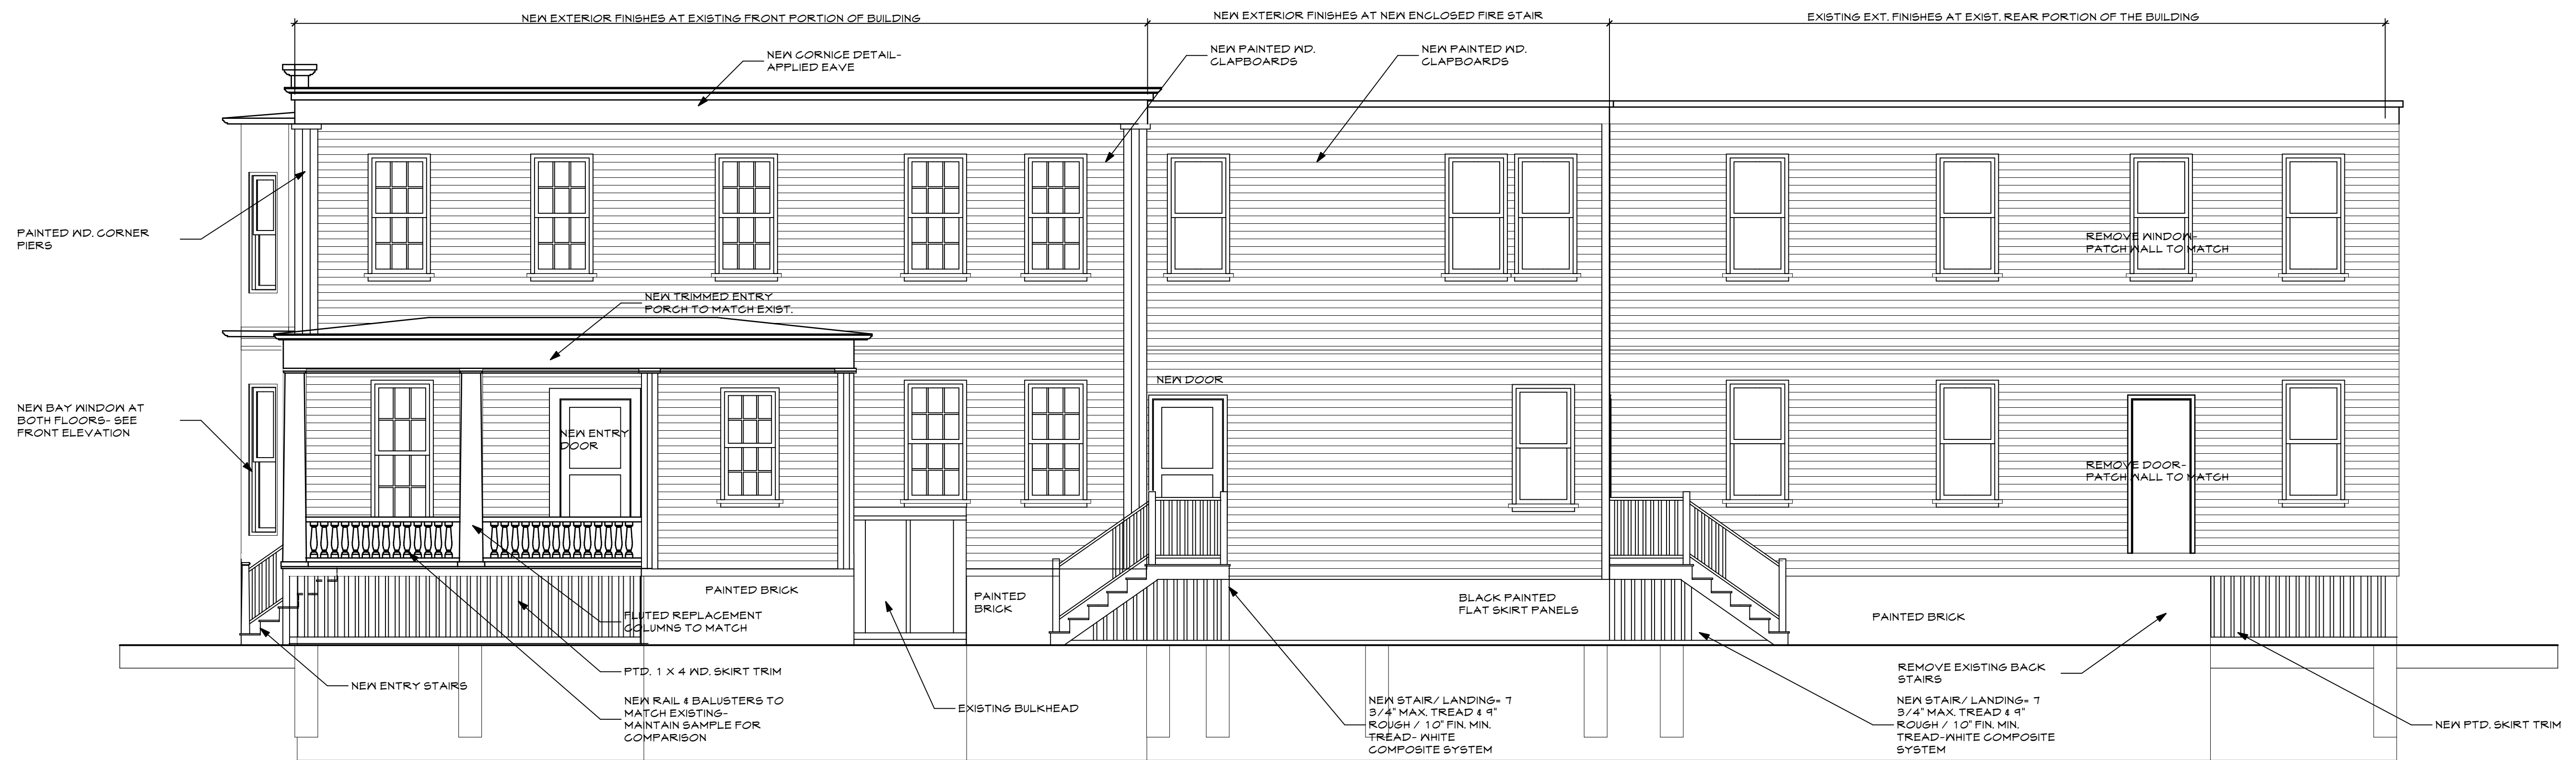 NEW EXTERIOR FINISHES AT EXISTING FRONT PORTION OF BUILDING
NEW EXTERIOR FINISHES AT NEW ENCLOSED FIRE STAIR
EXISTING EXT. FINISHES AT EXIST. REAR PORTION OF THE BUILDING
NEW CORNICE DETAIL-
APPLIED EAVE
NEW PAINTED WD.
CLAPBOARDS
NEW PAINTED WD.
CLAPBOARDS
PAINTED WD. CORNER
PIERS
REMOVE WINDOW-
PATCH WALL TO MATCH
NEW TRIMMED ENTRY
PORCH TO MATCH EXIST.
NEW DOOR
NEW BAY WINDOW AT
BOTH FLOORS- SEE
FRONT ELEVATION
NEW ENTRY
DOOR
REMOVE DOOR-
PATCH WALL TO MATCH
PAINTED BRICK
PAINTED
BRICK
BLACK PAINTED
FLAT SKIRT PANELS
PAINTED BRICK
FLUTED REPLACEMENT
COLUMNS TO MATCH
PTD. 1 X 4 WD. SKIRT TRIM
NEW ENTRY STAIRS
NEW RAIL & BALUSTERS TO
MATCH EXISTING-
MAINTAIN SAMPLE FOR
COMPARISON
EXISTING BULKHEAD
NEW STAIR/ LANDING= 7
3/4" MAX. TREAD & 9"
ROUGH / 10" FIN. MIN.
TREAD- WHITE
COMPOSITE SYSTEM
REMOVE EXISTING BACK
STAIRS
NEW STAIR/ LANDING= 7
3/4" MAX. TREAD & 9"
ROUGH / 10" FIN. MIN.
TREAD-WHITE COMPOSITE
SYSTEM
NEW PTD. SKIRT TRIM